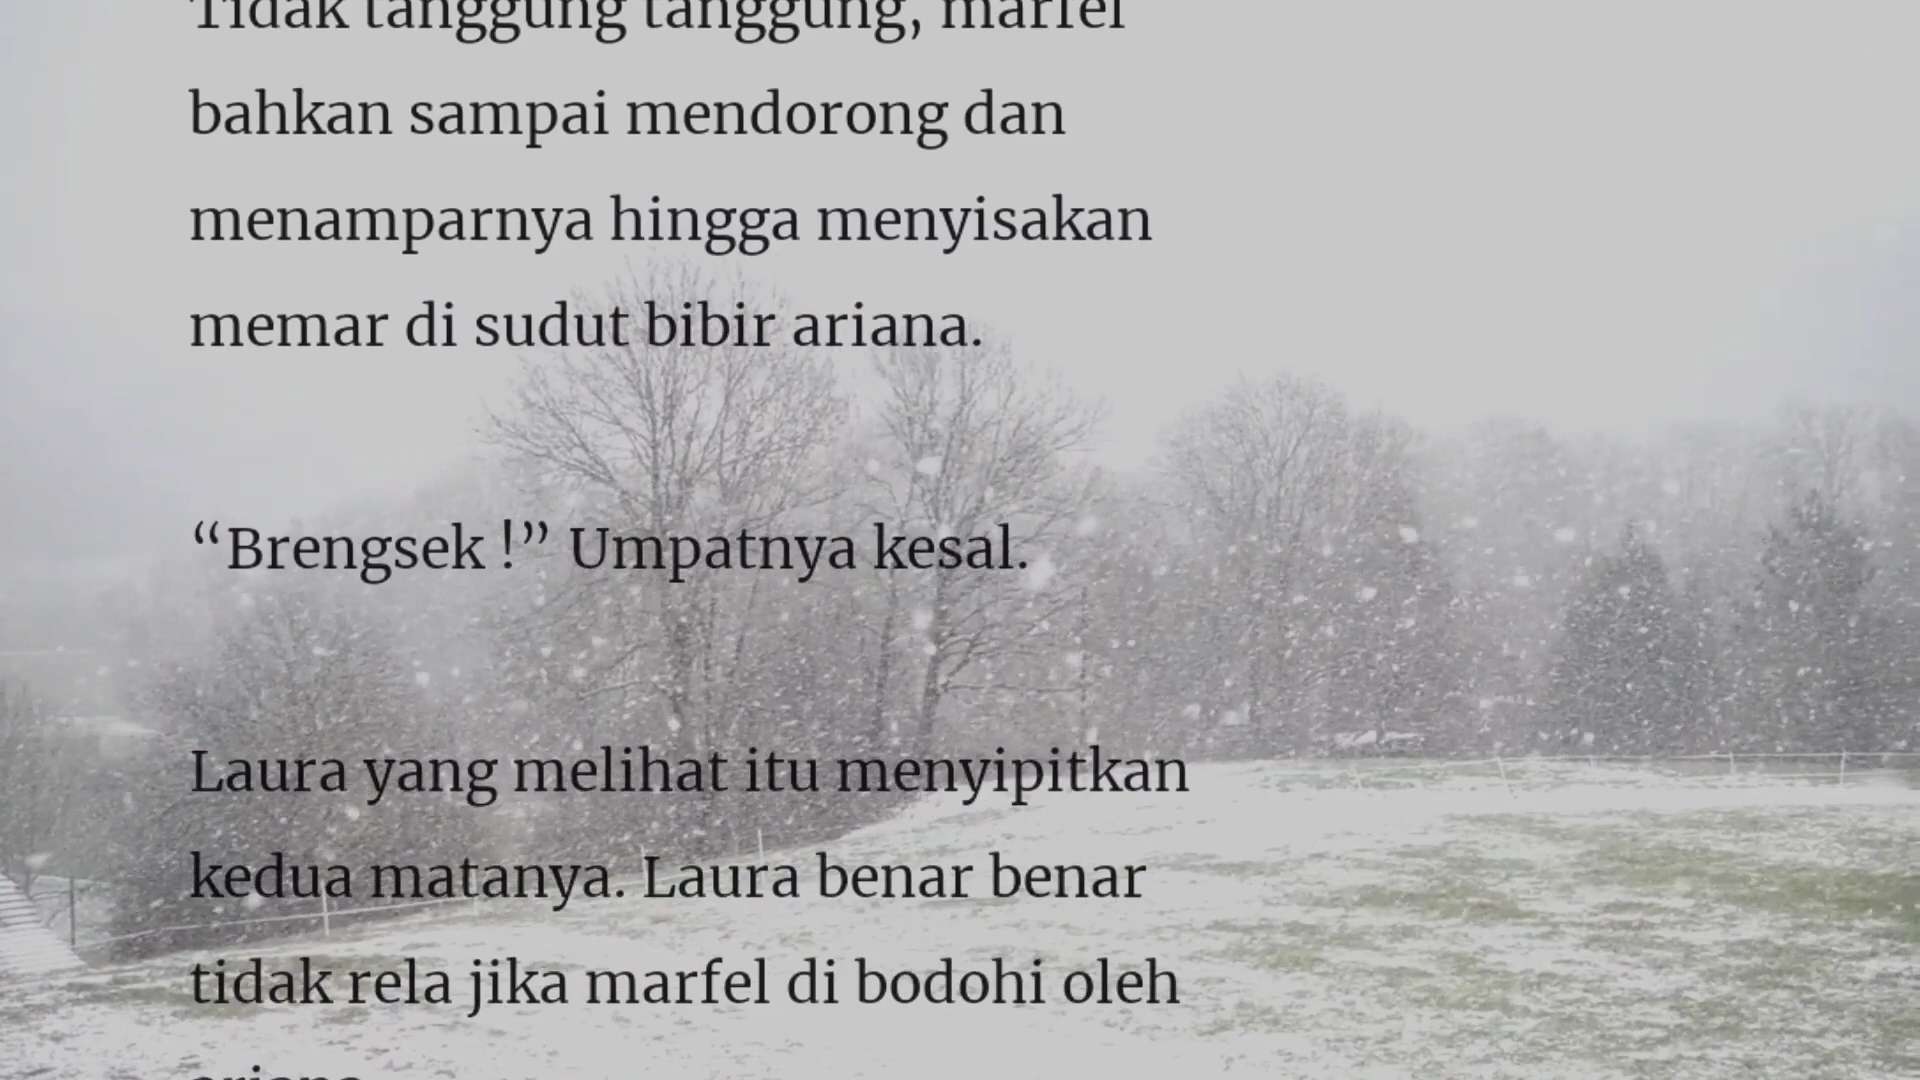 Tidak tanggung tanggung, marfel
bahkan sampai mendorong dan
menamparnya hingga menyisakan
memar di sudut bibir ariana.
“Brengsek !” Umpatnya kesal.
Laura yang melihat itu menyipitkan
kedua matanya. Laura benar benar
tidak rela jika marfel di bodohi oleh